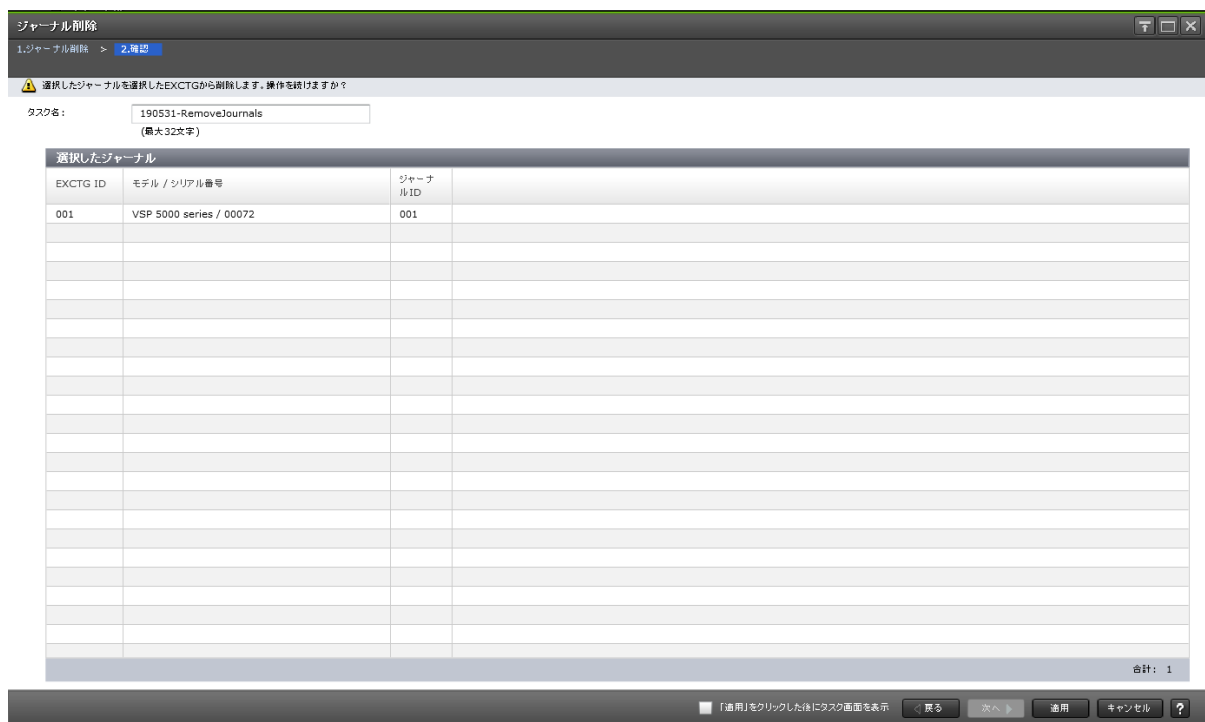 ジャーナル削除
1.ジャーナル削除 > 2.確認
選択したジャーナルを選択したEXCTGから削除します。操作を続けますか？
タスク名： 190531-RemoveJournals
(最大32文字)
選択したジャーナル
EXCTG ID モデル / シリアル番号 ジャーナ
ルID
001 VSP 5000 series / 00072 001
合計： 1
「適用」をクリックした後にタスク画面を表示 戻る 次へ 適用 キャンセル ?